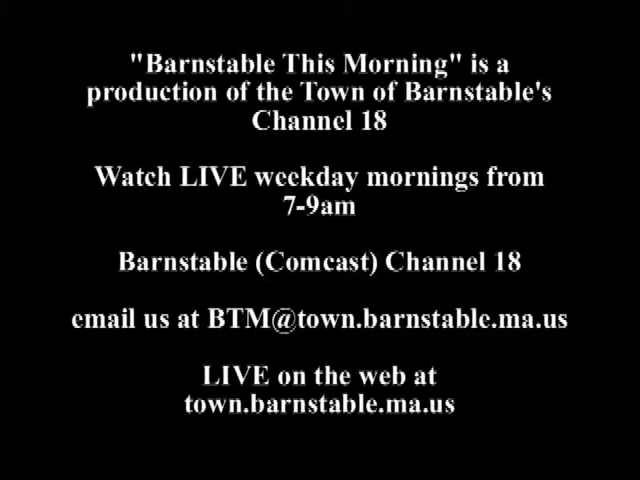 "Barnstable This Morning" is a
production of the Town of Barnstable's
Channel 18
Watch LIVE weekday mornings from
7-9am
Barnstable (Comcast) Channel 18
email us at BTM@town.barnstable.ma.us
LIVE on the web at
town.barnstable.ma.us